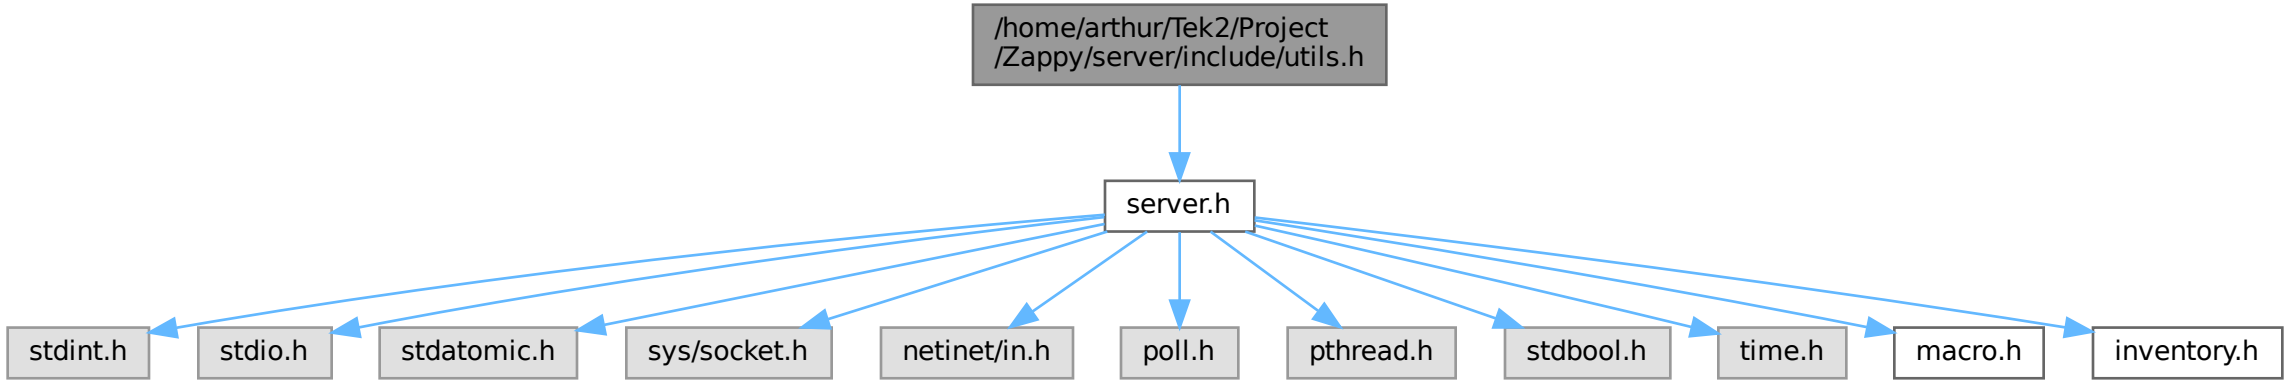 /home/arthur/Tek2/Project
/Zappy/server/include/utils.h
server.h
stdint.h
stdio.h
stdatomic.h
sys/socket.h
netinet/in.h
poll.h
pthread.h
stdbool.h
time.h
macro.h
inventory.h